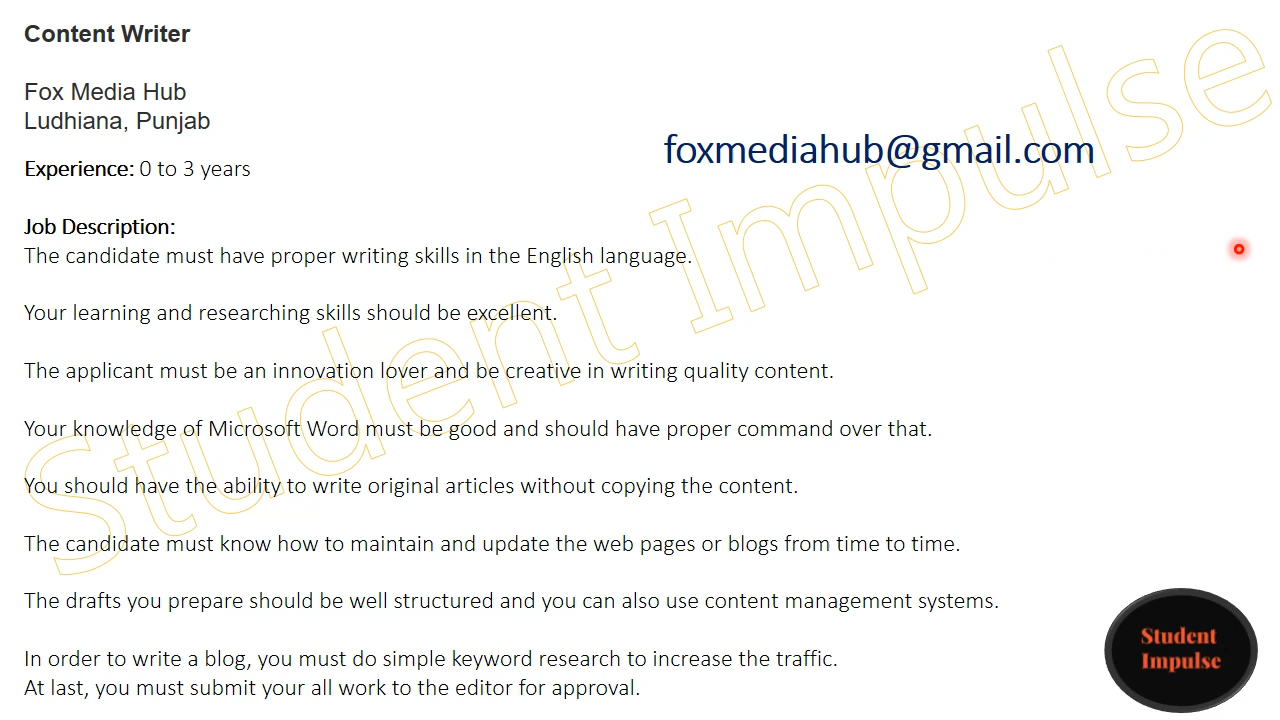 Content Writer
Fox Media Hub
Ludhiana, Punjab
foxmediahub@gmail.com
Experience: 0 to 3 years
Job Description:
The candidate must have proper writing skills in the English language.
Your learning and researching skills should be excellent.
The applicant must be an innovation lover and be creative in writing quality content.
Your knowledge of Microsoft Word must be good and should have proper command over that.
You should have the ability to write original articles without copying the content.
The candidate must know how to maintain and update the web pages or blogs from time to time.
The drafts you prepare should be well structured and you can also use content management systems.
In order to write a blog, you must do simple keyword research to increase the traffic.
At last, you must submit your all work to the editor for approval.
Student Impulse
Student
Impulse